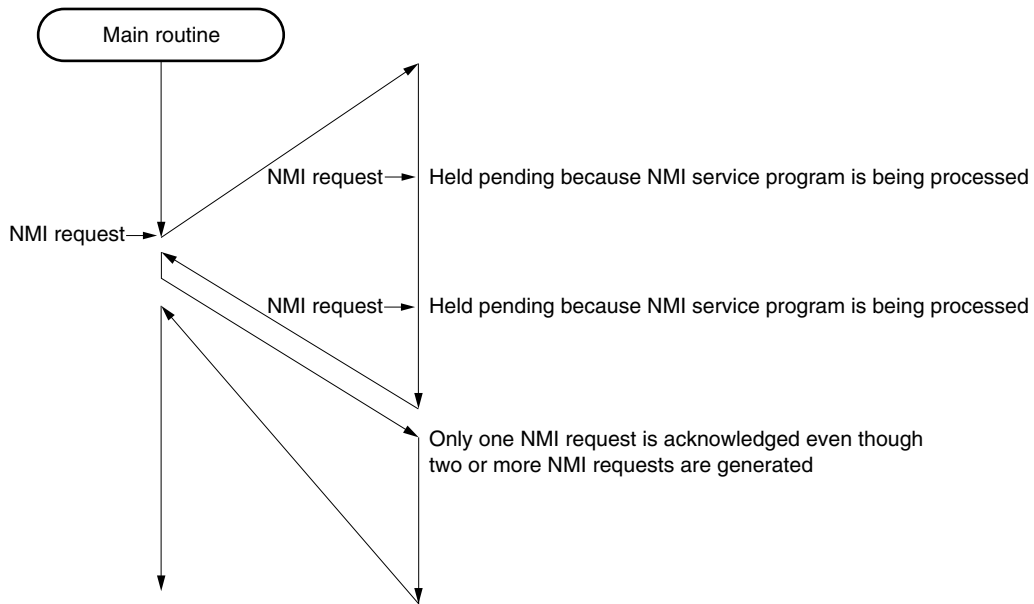 Main routine
NMI request
Held pending because NMI service program is being processed
NMI request
NMI request
Held pending because NMI service program is being processed
Only one NMI request is acknowledged even though
two or more NMI requests are generated